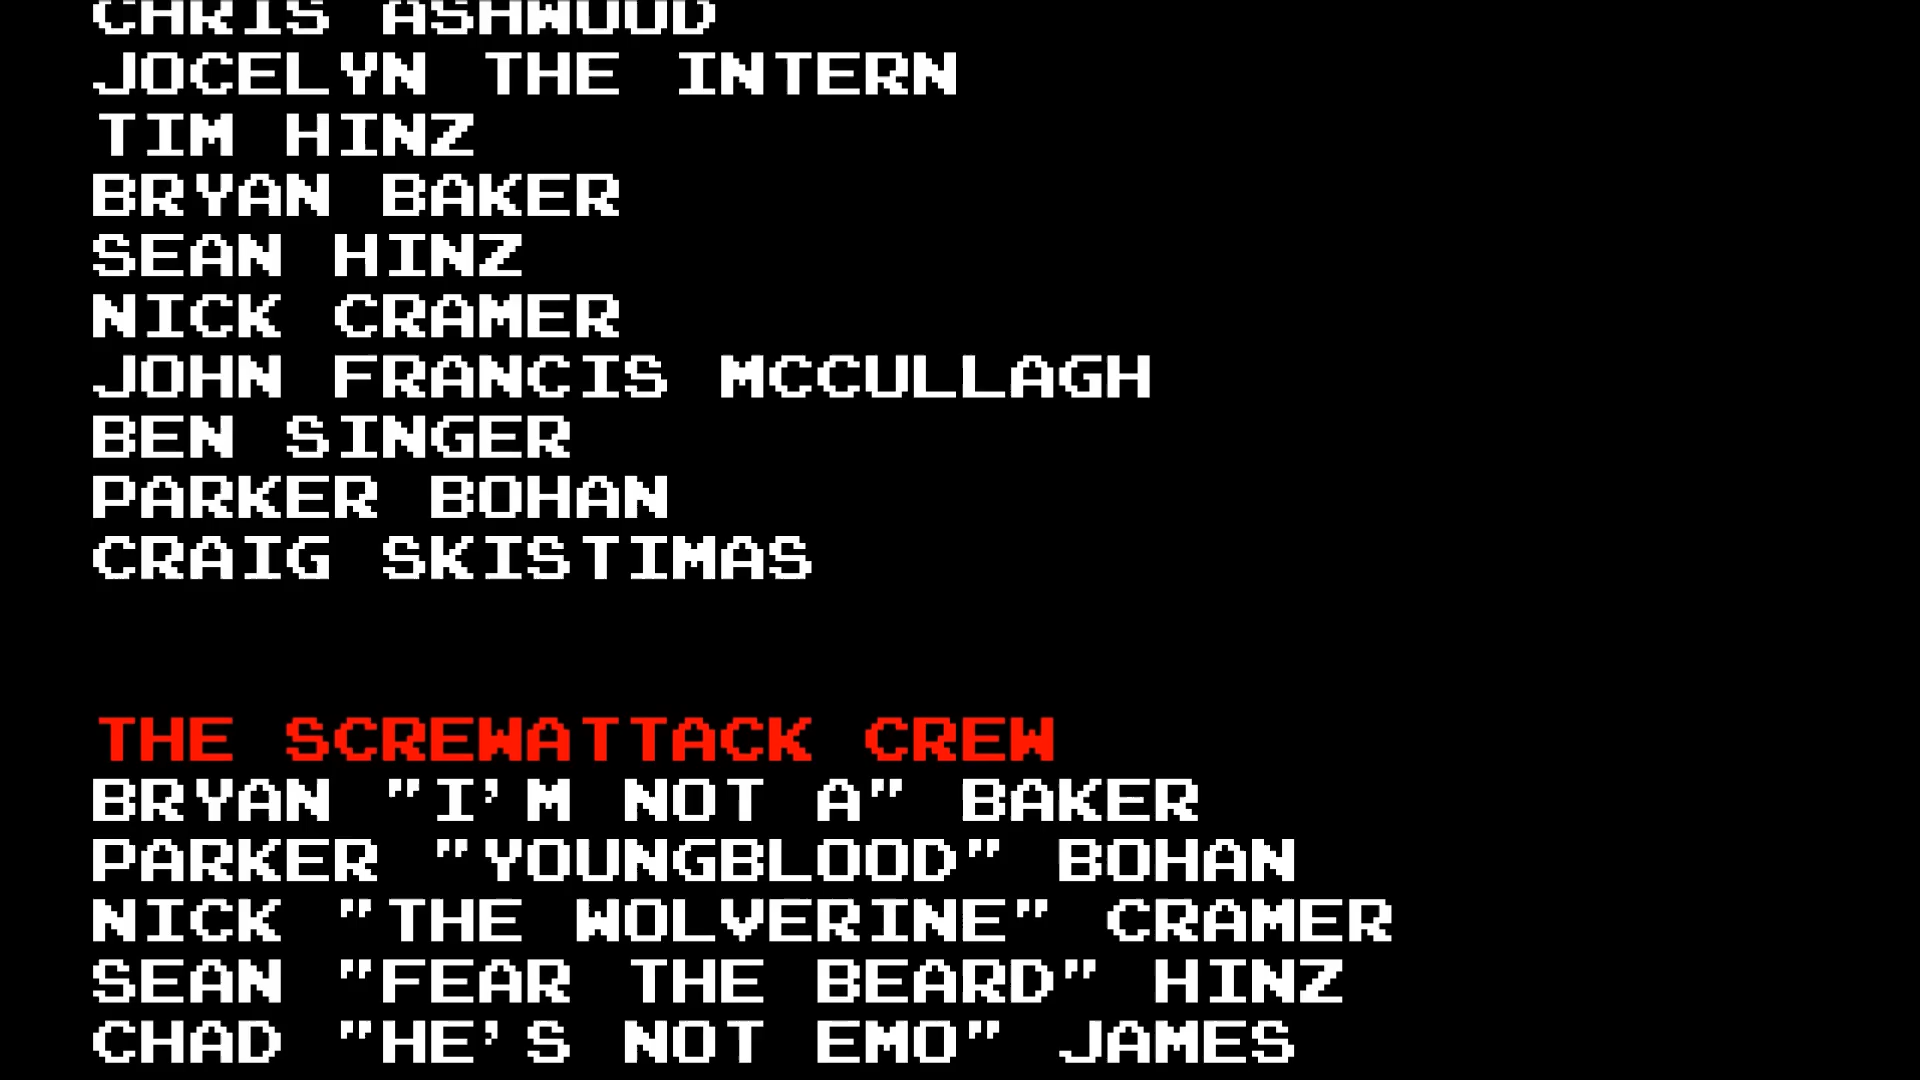 CHRIS ASHWOOD
JOCELYN THE INTERN
TIM HINZ
BRYAN BAKER
SEAN HINZ
NICK CRAMER
JOHN FRANCIS MCCULLAGH
BEN SINGER
PARKER BOHAN
CRAIG SKISTIMAS
THE SCREWATTACK CREW
BRYAN "I'M NOT A" BAKER
PARKER "YOUNGBLOOD" BOHAN
NICK "THE WOLVERINE" CRAMER
SEAN "FEAR THE BEARD" HINZ
CHAD "HE'S NOT EMO" JAMES